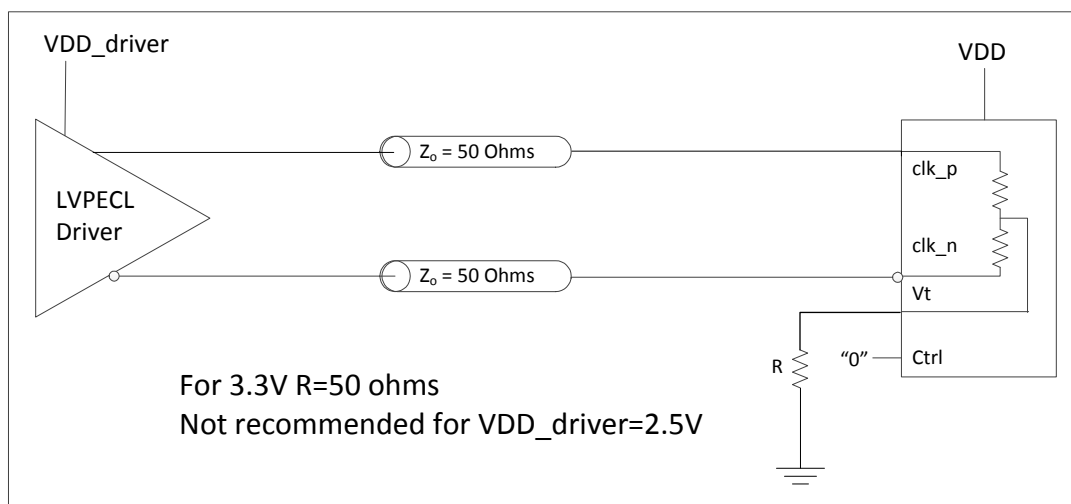 VDD_driver
VDD
Zo = 50 Ohms
clk_p
LVPECL
Driver
clk_n
Zo = 50 Ohms
Vt
"0"
Ctrl
R
For 3.3V R=50 ohms
Not recommended for VDD_driver=2.5V